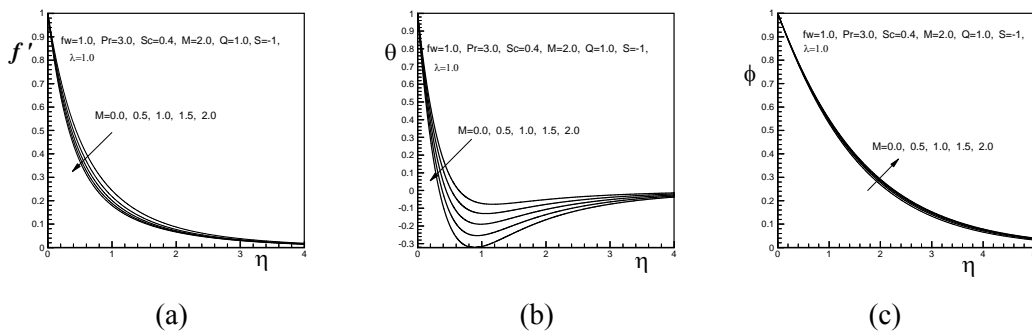 f'
fw=1.0, Pr=3.0, Sc=0.4, M=2.0, Q=1.0, S=-1,
λ=1.0
M=0.0, 0.5, 1.0, 1.5, 2.0
1
0.9
0.8
0.7
0.6
0.5
0.4
0.3
0.2
0.1
0
0 2 4
η
(a)
θ
fw=1.0, Pr=3.0, Sc=0.4, M=2.0, Q=1.0, S=-1,
λ=1.0
M=0.0, 0.5, 1.0, 1.5, 2.0
1
0.9
0.8
0.7
0.6
0.5
0.4
0.3
0.2
0.1
0
-0.1
-0.2
-0.3
0 1 2 3 4
η
(b)
ϕ
fw=1.0, Pr=3.0, Sc=0.4, M=2.0, Q=1.0, S=-1,
λ=1.0
M=0.0, 0.5, 1.0, 1.5, 2.0
1
0.9
0.8
0.7
0.6
0.5
0.4
0.3
0.2
0.1
0
0 2 4
η
(c)